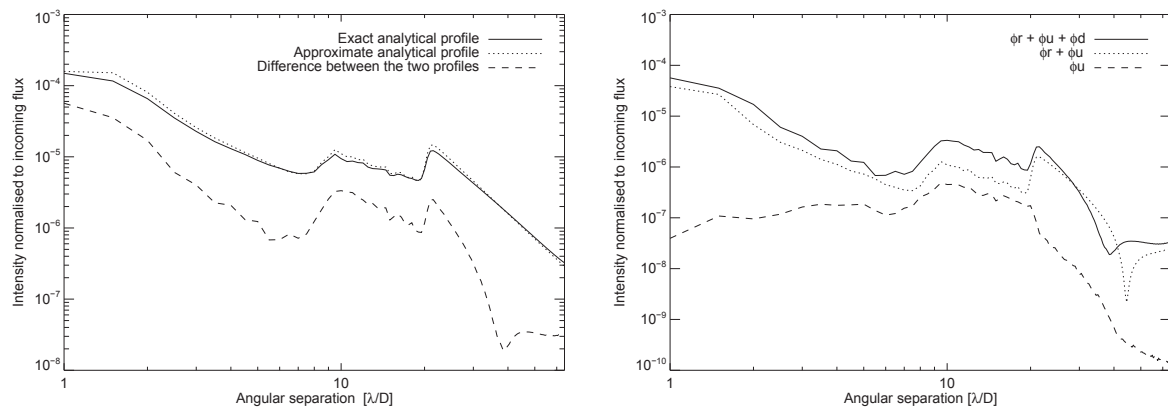 10⁻³
10⁻⁴
10⁻⁵
10⁻⁶
10⁻⁷
10⁻⁸
Intensity normalised to incoming flux
Exact analytical profile
Approximate analytical profile
Difference between the two profiles
1
10
Angular separation [λ/D]
10⁻³
10⁻⁴
10⁻⁵
10⁻⁶
10⁻⁷
10⁻⁸
10⁻⁹
10⁻¹⁰
Intensity normalised to incoming flux
ϕr + ϕu + ϕd
ϕr + ϕu
ϕu
1
10
Angular separation [λ/D]